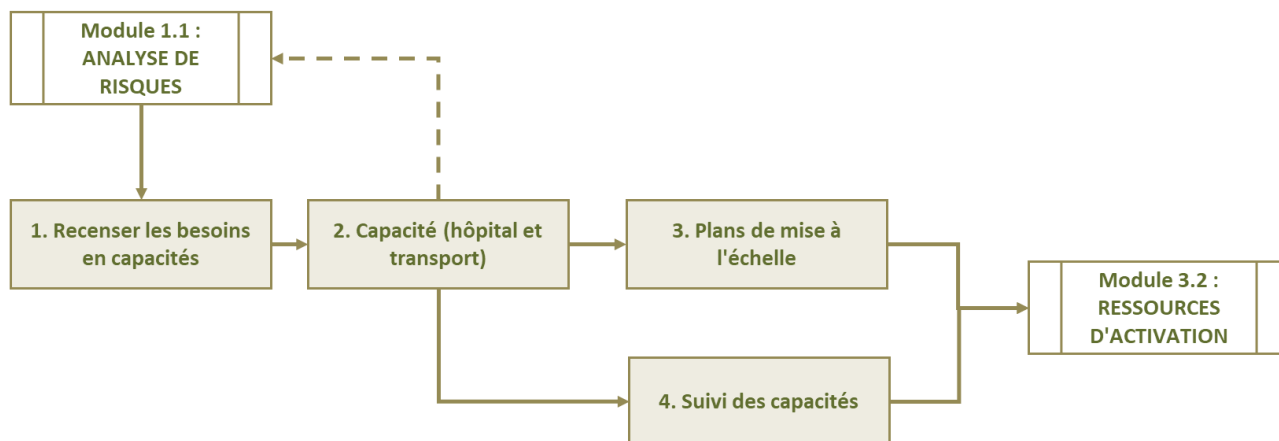 Module 1.1 :
ANALYSE DE
RISQUES
1. Recenser les besoins
en capacités
2. Capacité (hôpital et
transport)
3. Plans de mise à
l'échelle
4. Suivi des capacités
Module 3.2 :
RESSOURCES
D'ACTIVATION